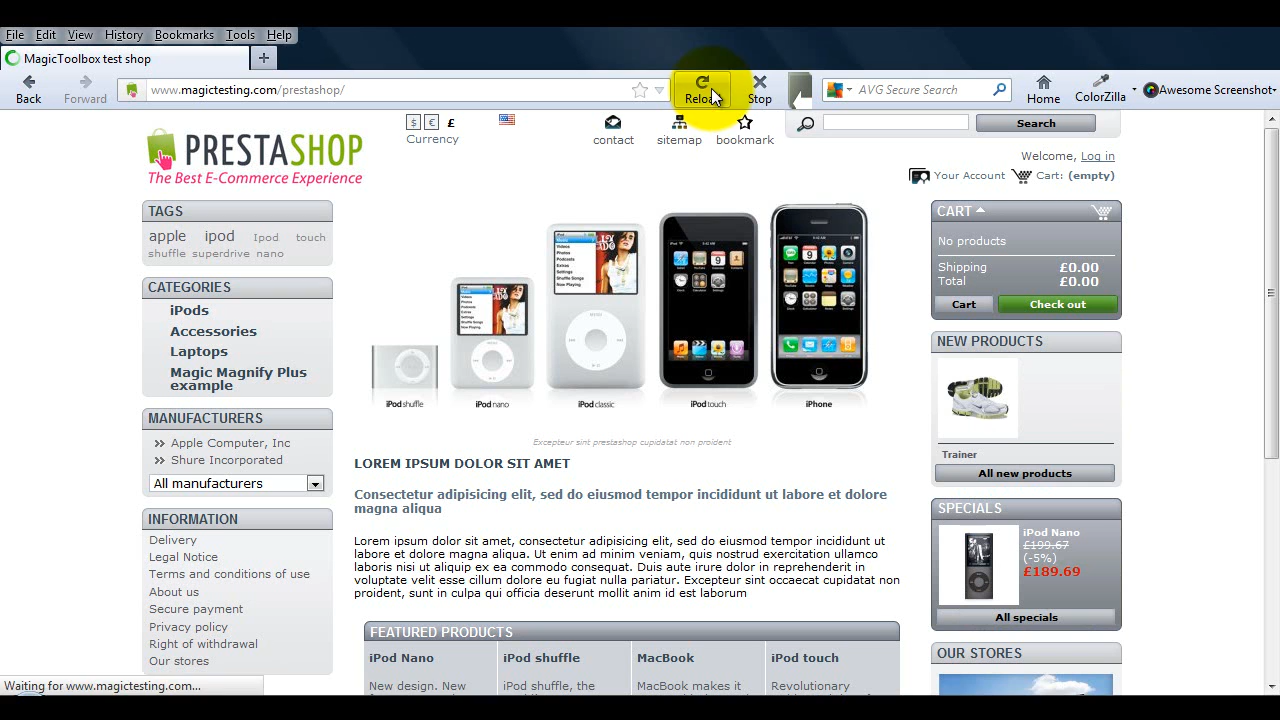 File Edit View History Bookmarks Tools Help
MagicToolbox test shop
Back Forward www.magictesting.com/prestashop/ Reload Stop AVG Secure Search Home ColorZilla Awesome Screenshot
PRESTASHOP
The Best E-Commerce Experience
$ € £
Currency
contact sitemap bookmark
Search
Welcome, Log in
Your Account Cart: (empty)
TAGS
apple ipod Ipod touch
shuffle superdrive nano
CATEGORIES
iPods
Accessories
Laptops
Magic Magnify Plus
example
MANUFACTURERS
Apple Computer, Inc
Shure Incorporated
All manufacturers
INFORMATION
Delivery
Legal Notice
Terms and conditions of use
About us
Secure payment
Privacy policy
Right of withdrawal
Our stores
iPod shuffle iPod nano iPod classic iPod touch iPhone
Excepteur sint prestashop cupidatat non proident
LOREM IPSUM DOLOR SIT AMET
Consectetur adipisicing elit, sed do eiusmod tempor incididunt ut labore et dolore
magna aliqua
Lorem ipsum dolor sit amet, consectetur adipisicing elit, sed do eiusmod tempor incididunt ut
labore et dolore magna aliqua. Ut enim ad minim veniam, quis nostrud exercitation ullamco
laboris nisi ut aliquip ex ea commodo consequat. Duis aute irure dolor in reprehenderit in
voluptate velit esse cillum dolore eu fugiat nulla pariatur. Excepteur sint occaecat cupidatat non
proident, sunt in culpa qui officia deserunt mollit anim id est laborum
FEATURED PRODUCTS
iPod Nano iPod shuffle MacBook iPod touch
New design. New iPod shuffle, the MacBook makes it Revolutionary
CART
No products
Shipping £0.00
Total £0.00
Cart Check out
NEW PRODUCTS
Trainer
All new products
SPECIALS
iPod Nano
£199.67
(-5%)
£189.69
All specials
OUR STORES
Waiting for www.magictesting.com...